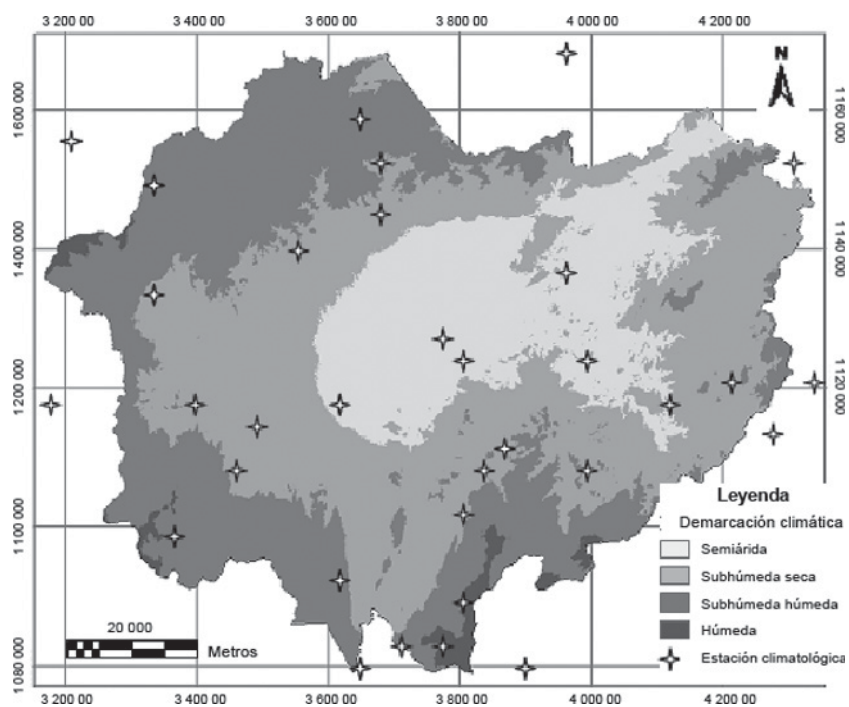 3 200 00 3 400 00 3 600 00 3 800 00 4 000 00 4 200 00
N
1 600 000 1 160 000
1 400 000 1 140 000
1 200 000 1 120 000
Leyenda
Demarcación climática
1 100 000
Semiárida
Subhúmeda seca
Subhúmeda húmeda
Húmeda
Estación climatológica
20 000
Metros
1 080 000
3 200 00 3 400 00 3 600 00 3 800 00 4 000 00 4 200 00